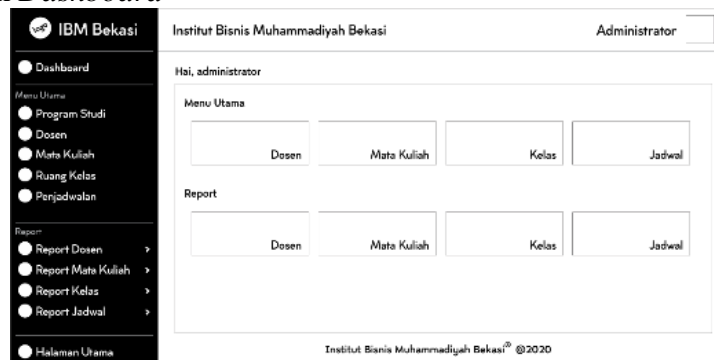 Dashboard
IBM Bekasi
Institut Bisnis Muhammadiyah Bekasi
Administrator
Dashboard
Hai, administrator
Menu Utama
Program Studi
Dosen
Mata Kuliah
Ruang Kelas
Penjadwalan
Report
Report Dosen >
Report Mata Kuliah >
Report Kelas >
Report Jadwal >
Halaman Utama
Menu Utama
Dosen
Mata Kuliah
Kelas
Jadwal
Report
Dosen
Mata Kuliah
Kelas
Jadwal
Institut Bisnis Muhammadiyah Bekasi® @2020